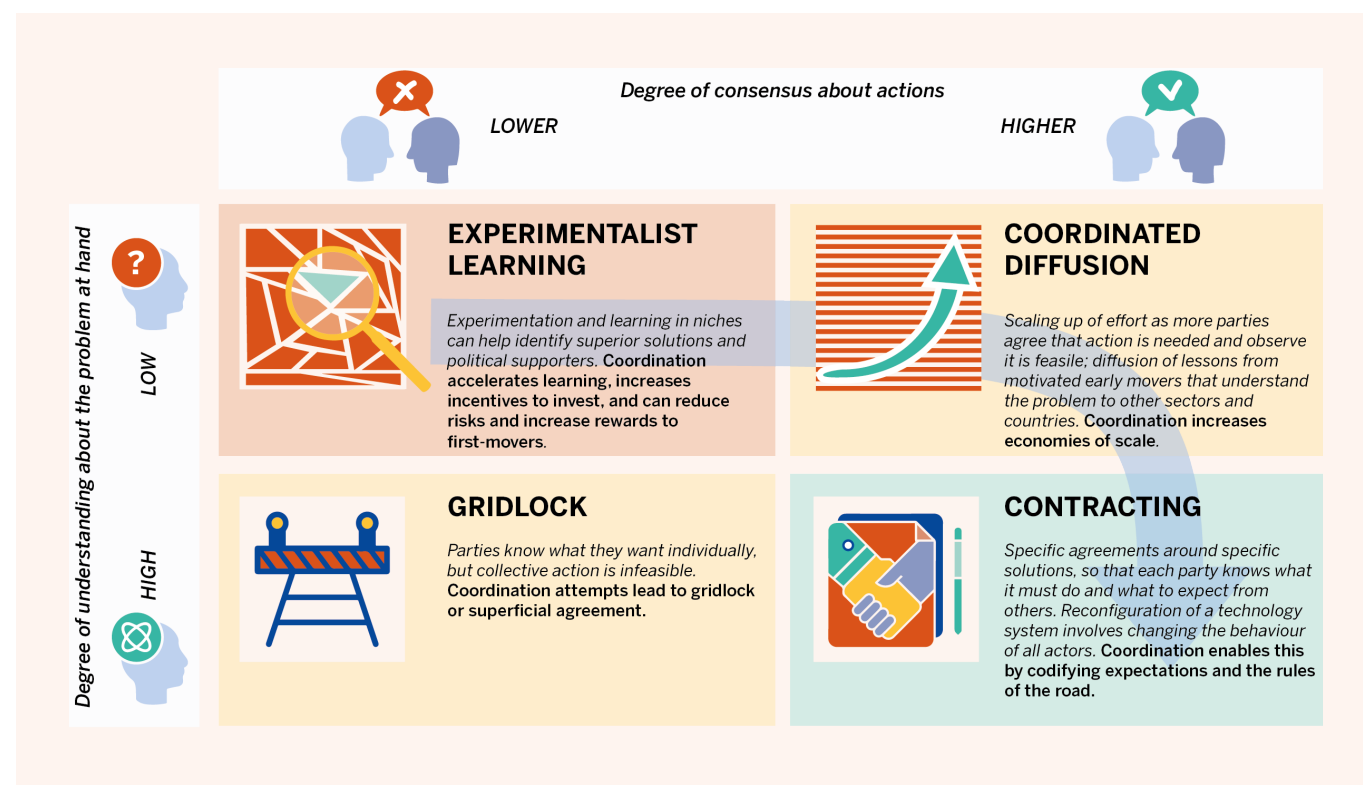 Degree of consensus about actions
LOWER
HIGHER
Degree of understanding about the problem at hand
LOW
HIGH
?
EXPERIMENTALIST
LEARNING
Experimentation and learning in niches
can help identify superior solutions and
political supporters. Coordination
accelerates learning, increases
incentives to invest, and can reduce
risks and increase rewards to
first-movers.
COORDINATED
DIFFUSION
Scaling up of effort as more parties
agree that action is needed and observe
it is feasile; diffusion of lessons from
motivated early movers that understand
the problem to other sectors and
countries. Coordination increases
economies of scale.
GRIDLOCK
Parties know what they want individually,
but collective action is infeasible.
Coordination attempts lead to gridlock
or superficial agreement.
CONTRACTING
Specific agreements around specific
solutions, so that each party knows what
it must do and what to expect from
others. Reconfiguration of a technology
system involves changing the behaviour
of all actors. Coordination enables this
by codifying expectations and the rules
of the road.